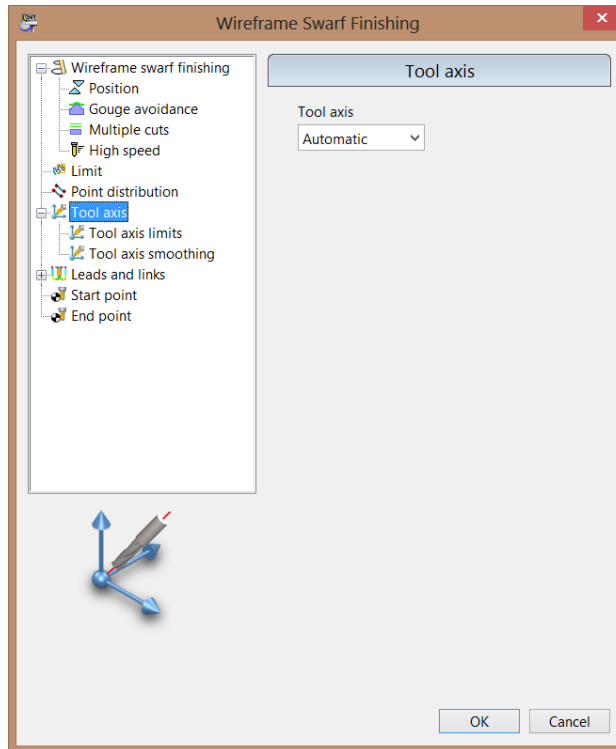 Wireframe Swarf Finishing
Wireframe swarf finishing
Position
Gouge avoidance
Multiple cuts
High speed
Limit
Point distribution
Tool axis
Tool axis limits
Tool axis smoothing
Leads and links
Start point
End point
Tool axis
Tool axis
Automatic
OK
Cancel